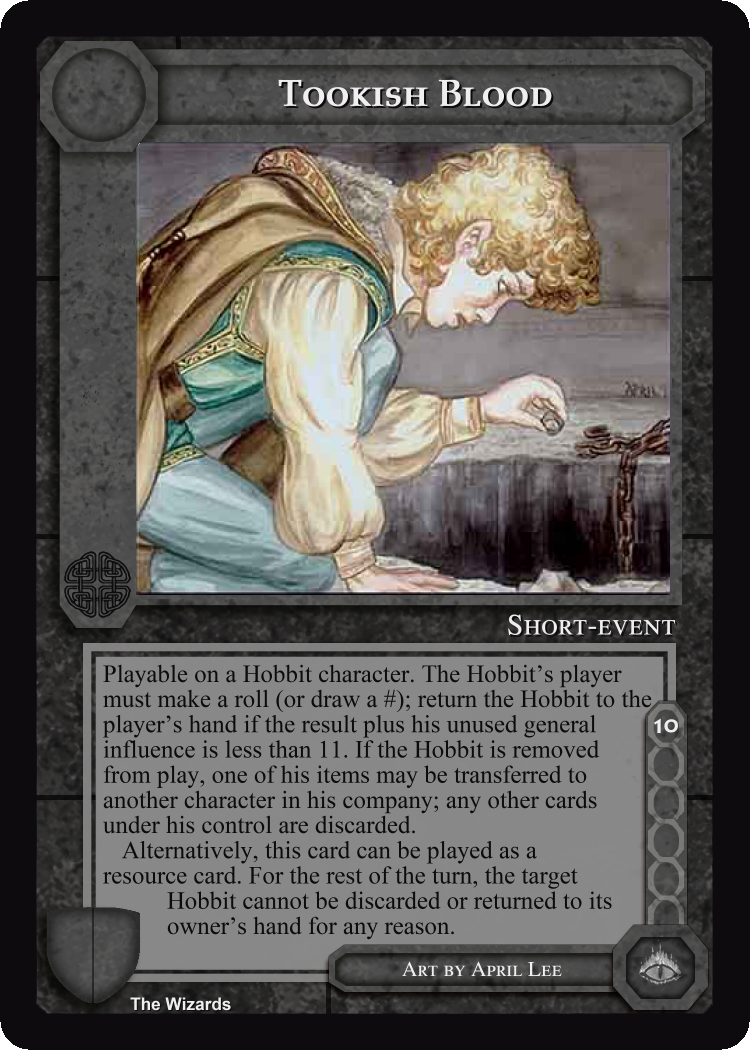 Tookish Blood
April
Short-event
Playable on a Hobbit character. The Hobbit's player
must make a roll (or draw a #); return the Hobbit to the
player's hand if the result plus his unused general
influence is less than 11. If the Hobbit is removed
from play, one of his items may be transferred to
another character in his company; any other cards
under his control are discarded.
Alternatively, this card can be played as a
resource card. For the rest of the turn, the target
Hobbit cannot be discarded or returned to its
owner's hand for any reason.
10
Art by April Lee
The Wizards